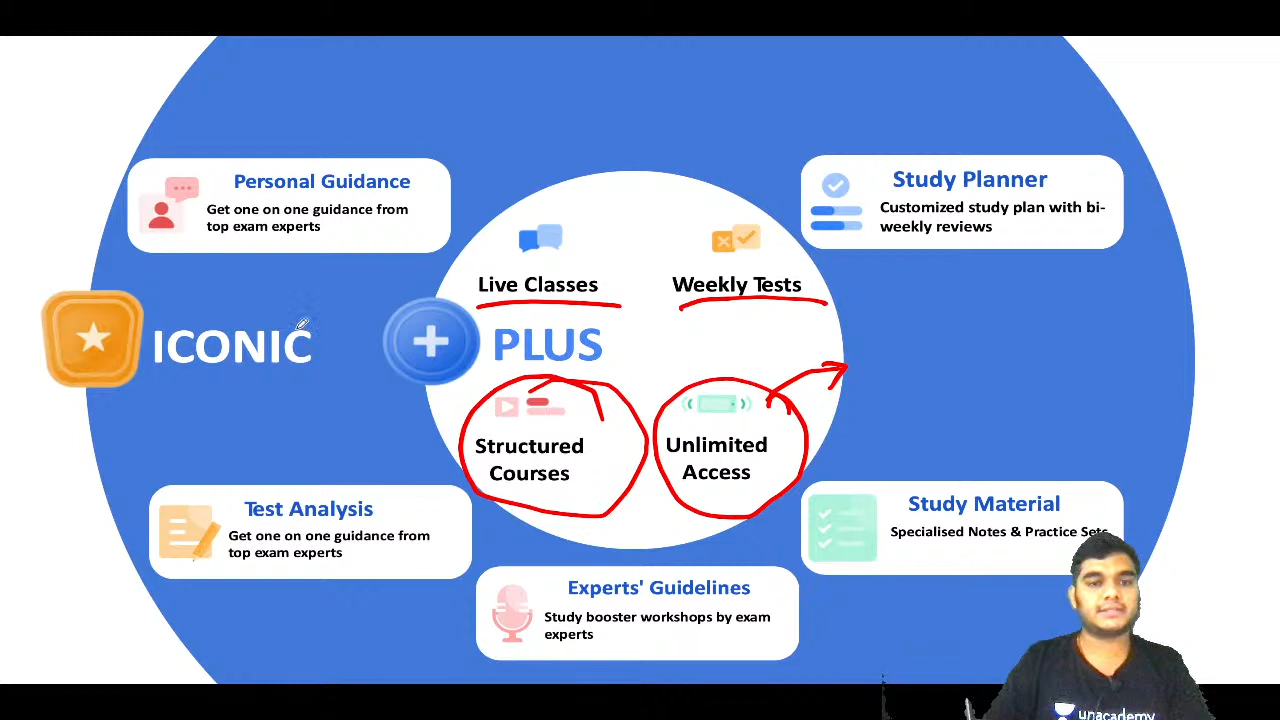 Personal Guidance
Get one on one guidance from
top exam experts
Study Planner
Customized study plan with bi-
weekly reviews
Live Classes
Weekly Tests
ICONIC
PLUS
Structured
Courses
Unlimited
Access
Test Analysis
Get one on one guidance from
top exam experts
Study Material
Specialised Notes & Practice Sets
Experts' Guidelines
Study booster workshops by exam
experts
unacademy